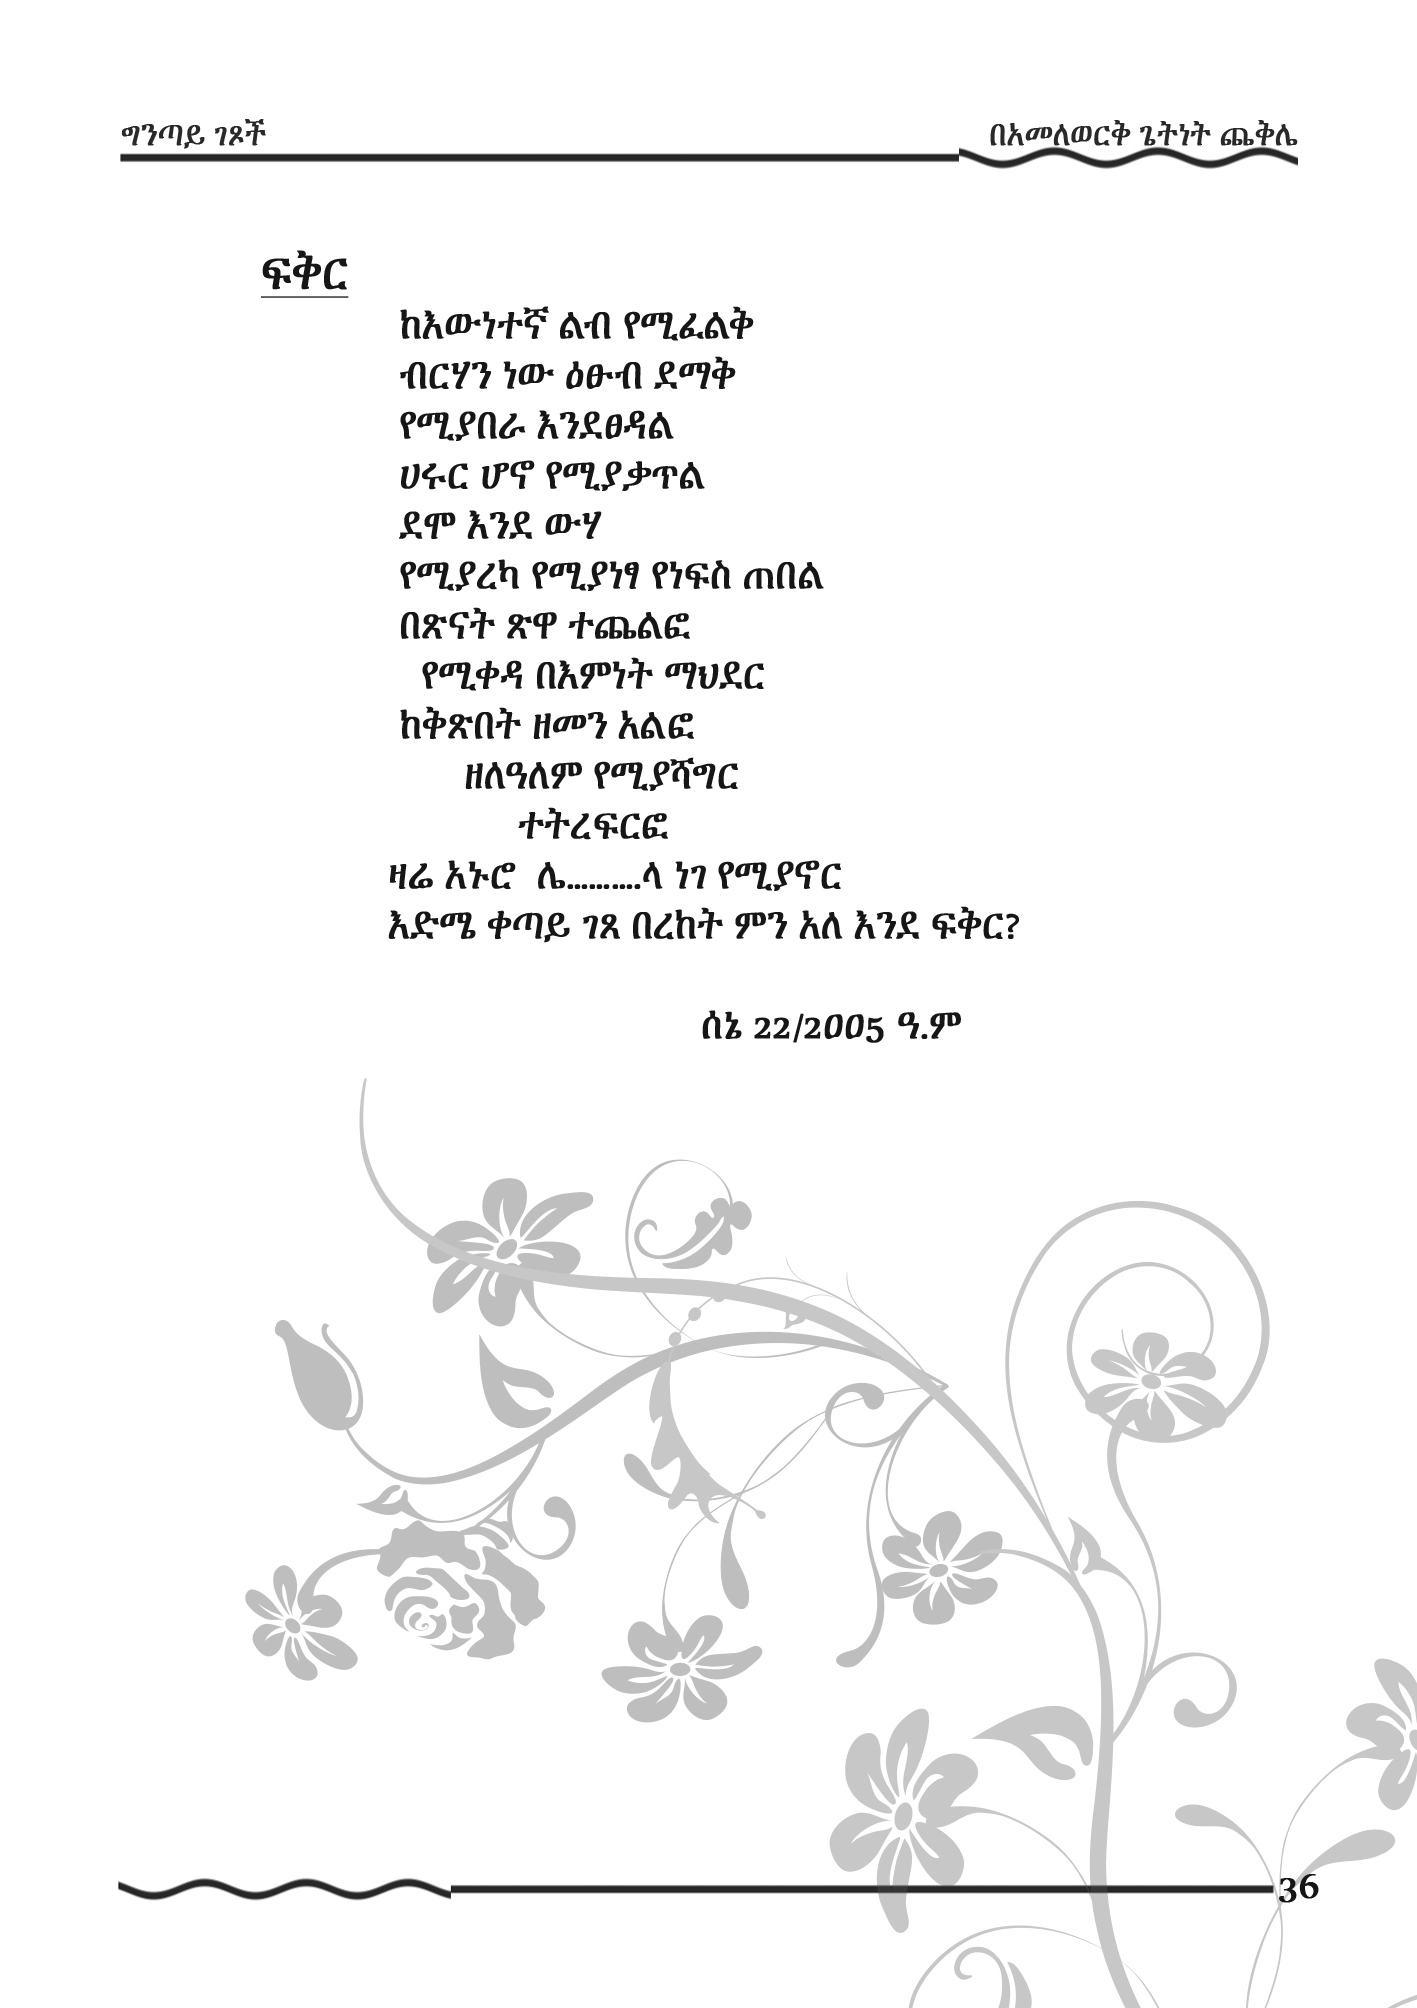 ግንጣይ ገጾች
በአመለወርቅ ጌትነት ጨቅሌ
ፍቅር
ከእውነተኛ ልብ የሚፈልቅ
ብርሃን ነው ዕፁብ ደማቅ
የሚያበራ እንደፀዳል
ሀሩር ሆኖ የሚያቃጥል
ደሞ እንደ ውሃ
የሚያረካ የሚያነፃ የነፍስ ጠበል
በጽናት ጽዋ ተጨልፎ
የሚቀዳ በእምነት ማህደር
ከቅጽበት ዘመን አልፎ
ዘለዓለም የሚያሻግር
ተትረፍርፎ
ዛሬ አኑሮ ሌ..........ላ ነገ የሚያኖር
እድሜ ቀጣይ ገጸ በረከት ምን አለ እንደ ፍቅር?
ሰኔ 22/2005 ዓ.ም
36